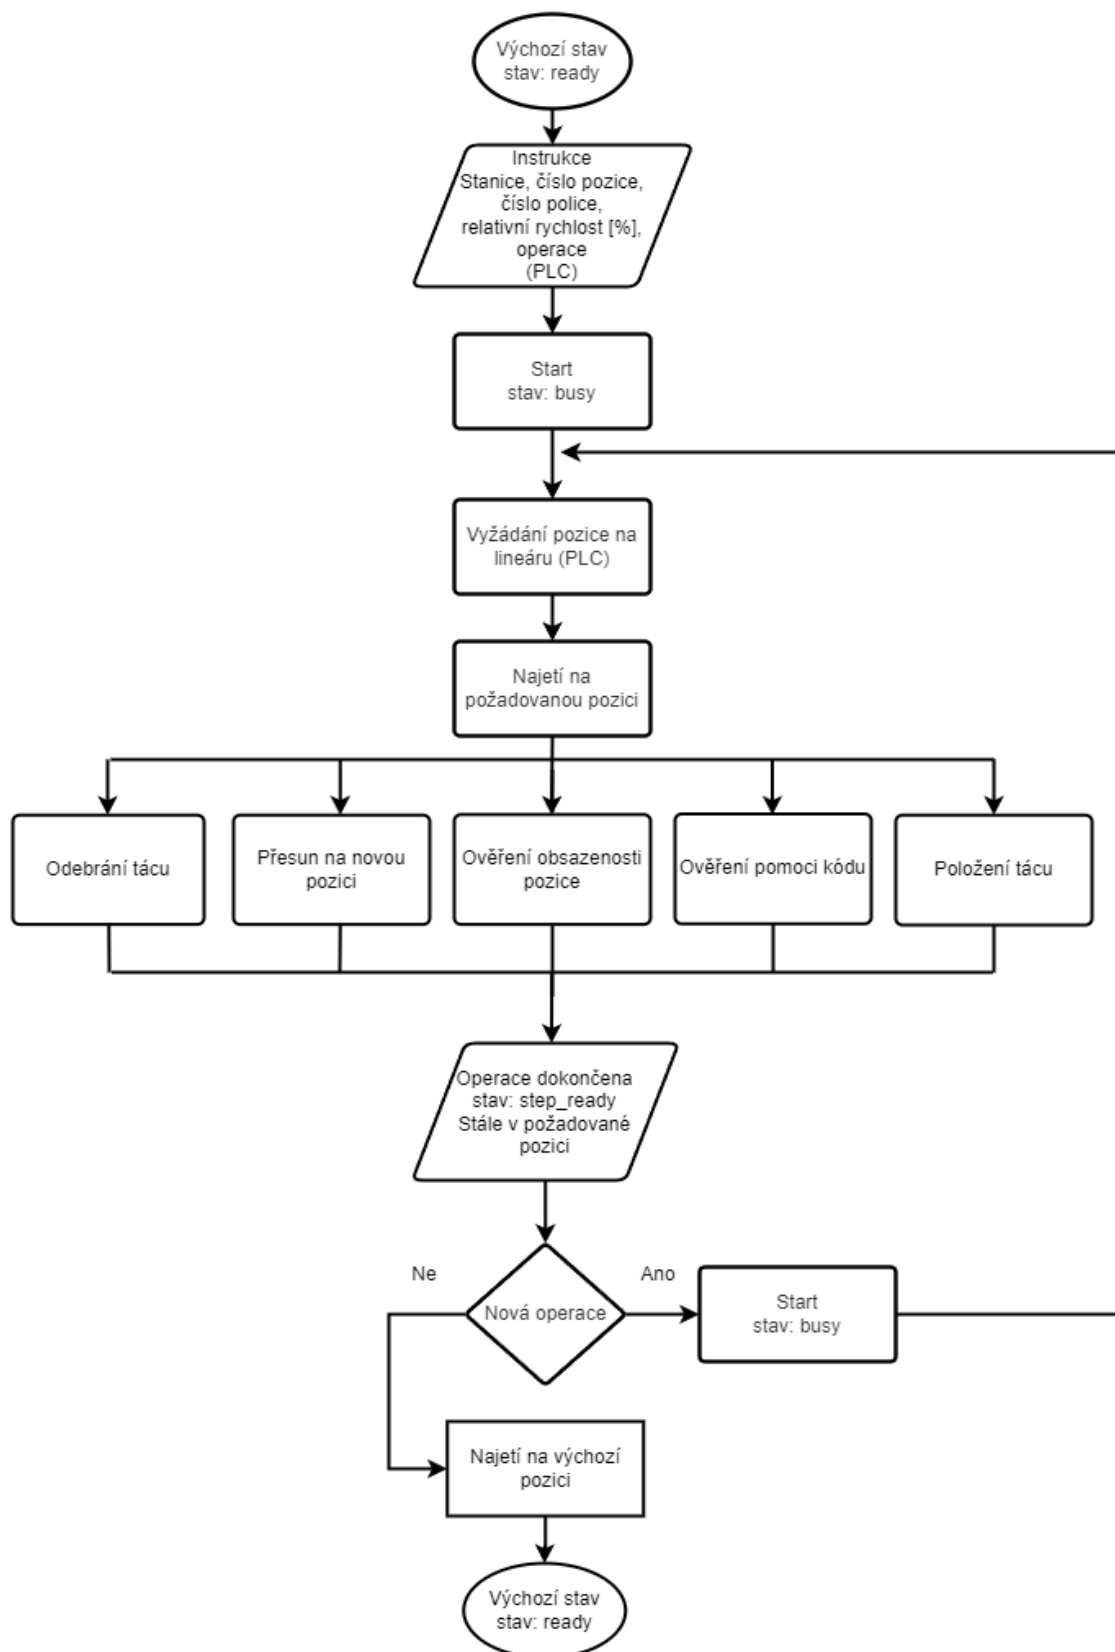 Výchozí stav
stav: ready
Instrukce
Stanice, číslo pozice,
číslo police,
relativní rychlost [%],
operace
(PLC)
Start
stav: busy
Vyžádání pozice na
lineáru (PLC)
Najetí na
požadovanou pozici
Odebrání tácu
Přesun na novou
pozici
Ověření obsazenosti
pozice
Ověření pomoci kódu
Položení tácu
Operace dokončena
stav: step_ready
Stále v požadované
pozici
Ne
Nová operace
Ano
Start
stav: busy
Najetí na výchozí
pozici
Výchozí stav
stav: ready